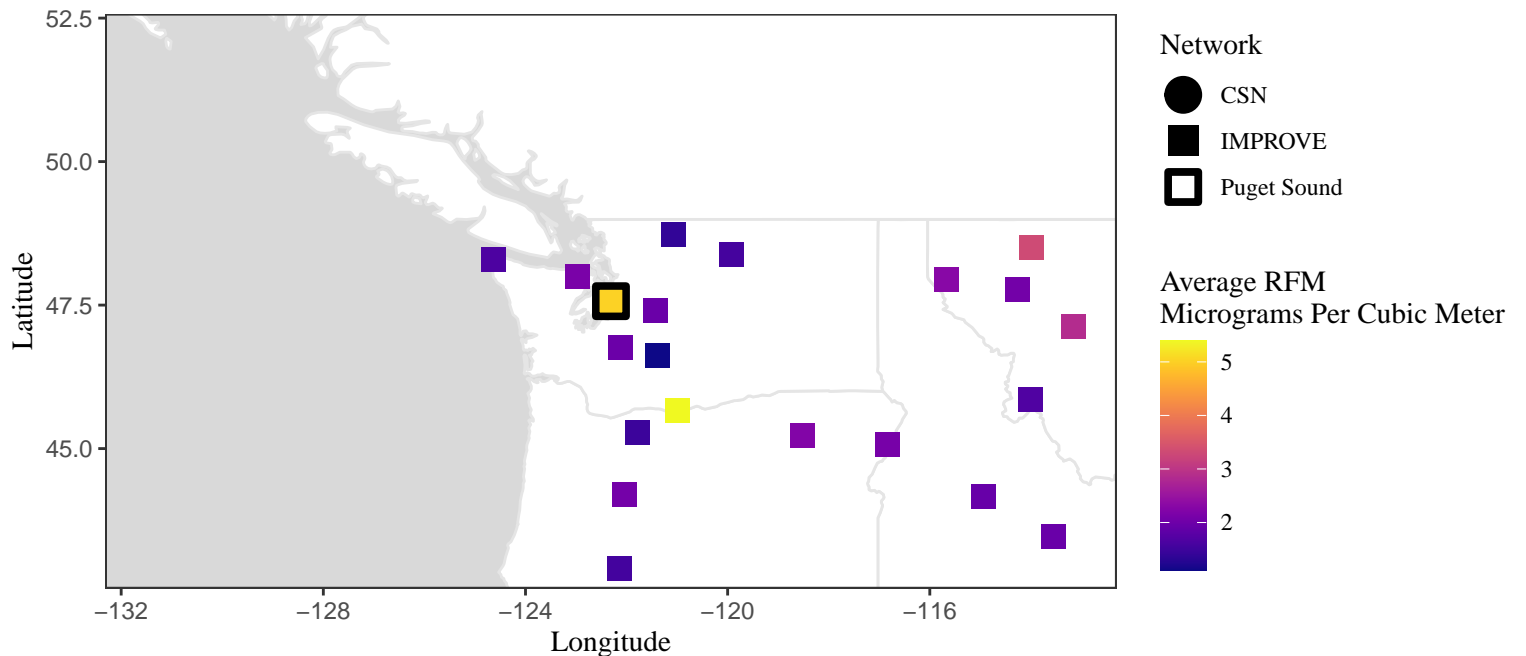 52.5
50.0
47.5
45.0
Latitude
−132
−128
−124
−120
−116
Longitude
Network
CSN
IMPROVE
Puget Sound
Average RFM
Micrograms Per Cubic Meter
5
4
3
2